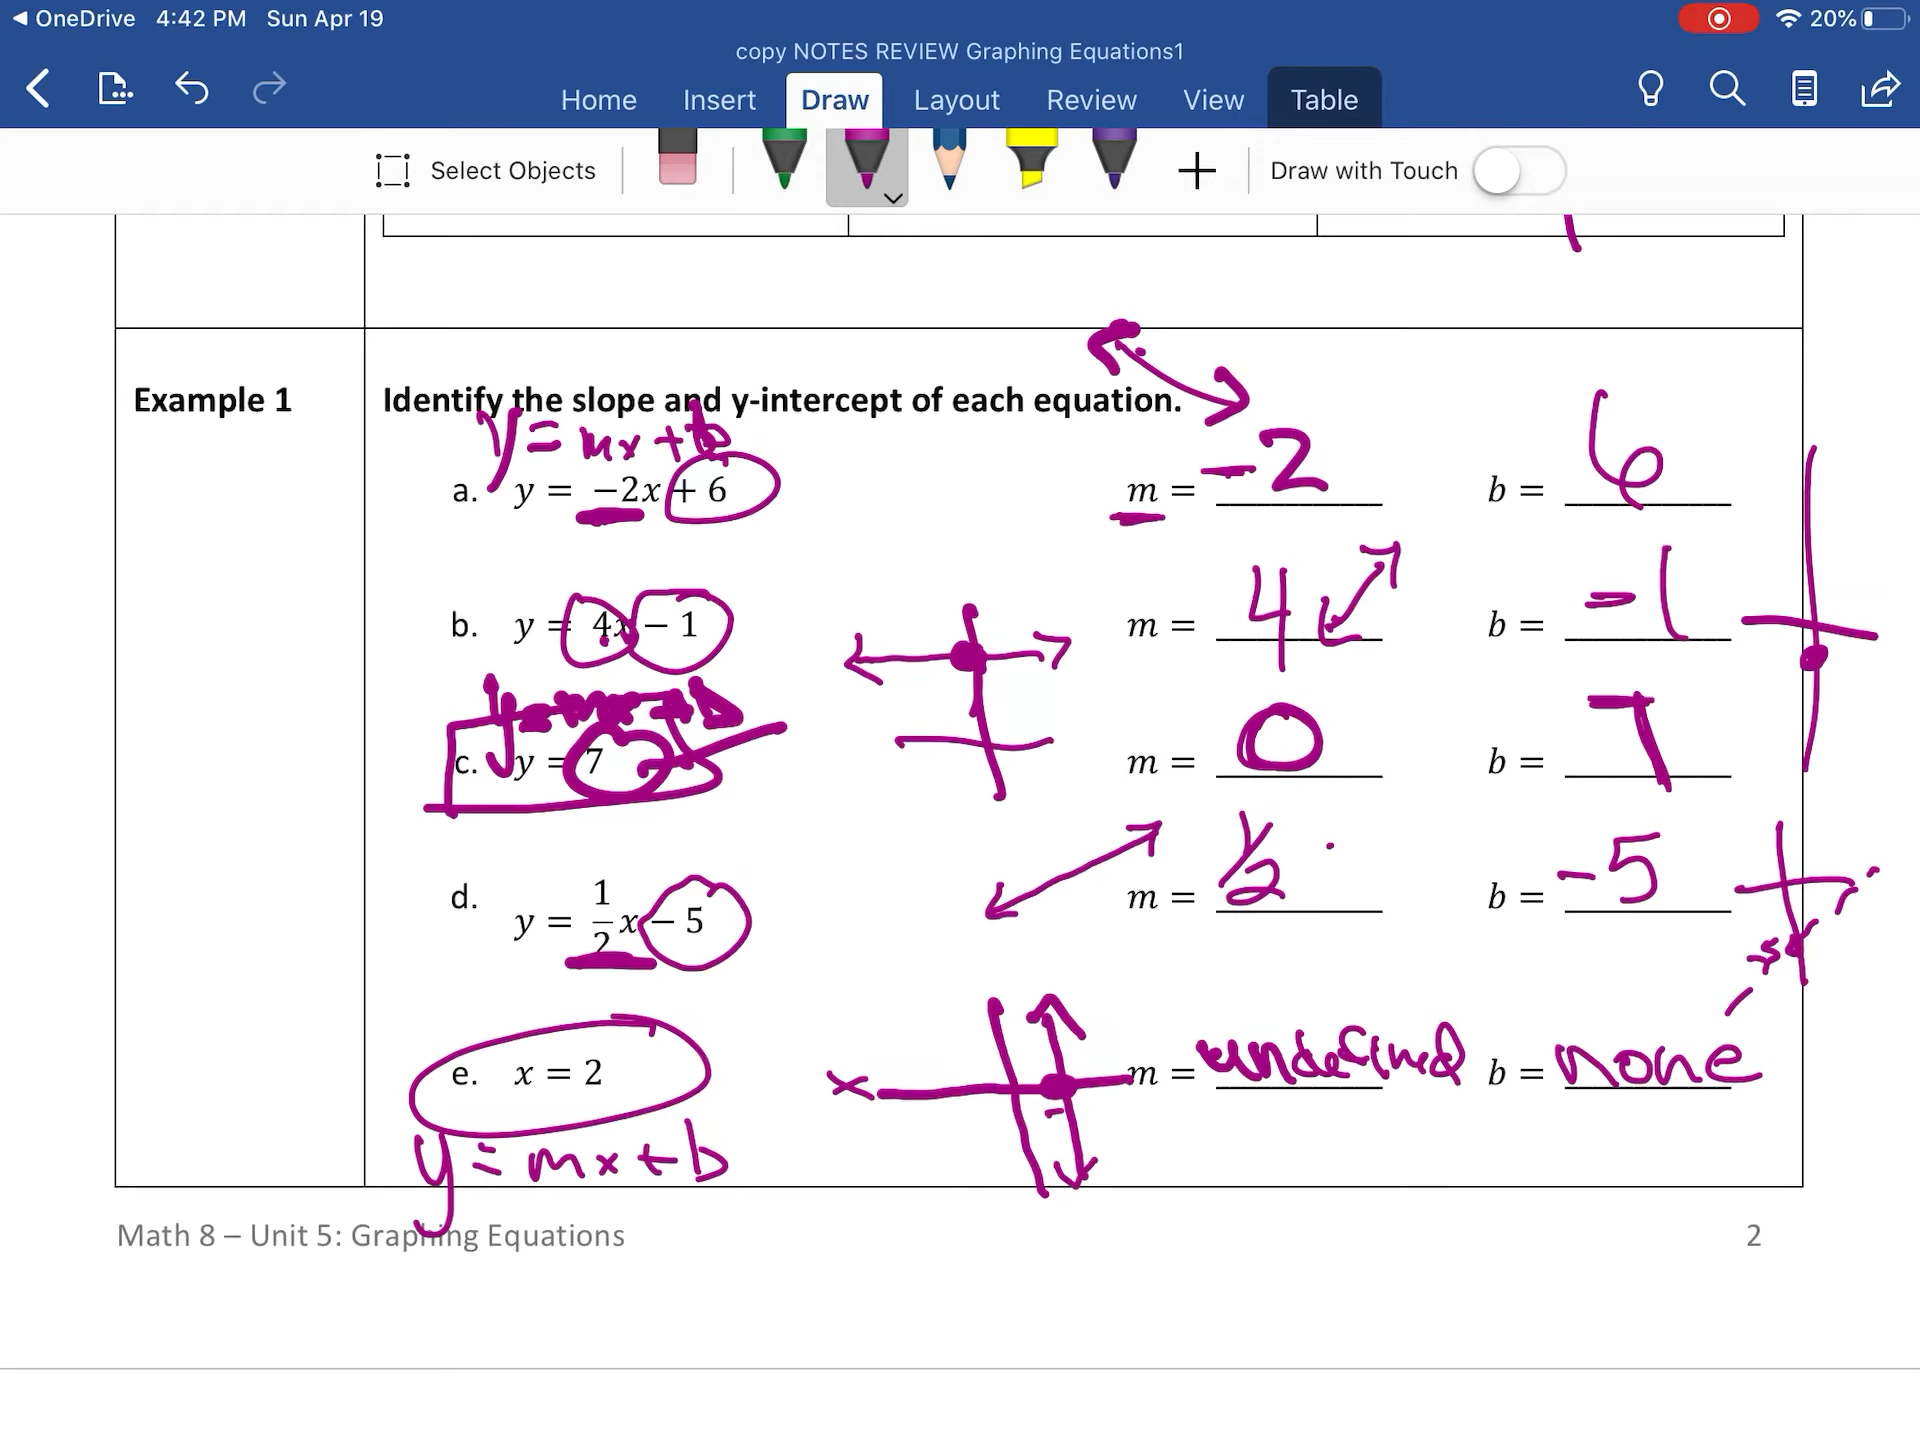 OneDrive 4:42 PM Sun Apr 19 20%
copy NOTES REVIEW Graphing Equations1
Home Insert Draw Layout Review View Table
Select Objects Draw with Touch
Example 1 Identify the slope and y-intercept of each equation.
y = mx + b
a. y = −2x + 6 m = -2 b = 6
b. y = 4x − 1 m = 4 b = -1
y = mx + b
c. y = 7 m = 0 b = 7
d. y = 1/2 x − 5 m = 1/2 b = -5
-5
e. x = 2 x m = undefined b = none
y = mx + b
Math 8 – Unit 5: Graphing Equations 2